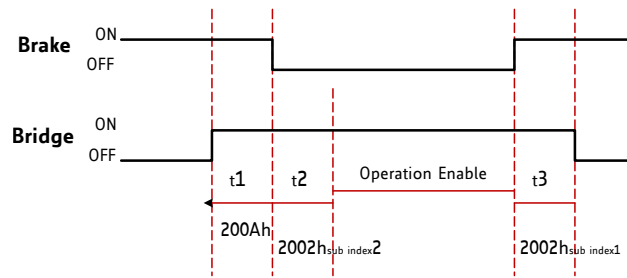 Brake ON
OFF
Bridge ON
OFF
t1 t2 Operation Enable t3
200Ah
2002hsub index2 2002hsub index1